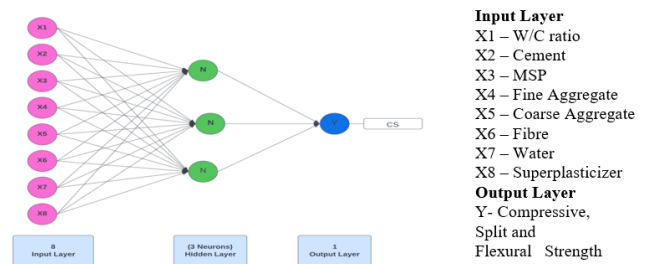 X1
X2
X3
X4
X5
X6
X7
X8
N
N
N
Y
CS
8
Input Layer
(3 Neurons)
Hidden Layer
1
Output Layer
Input Layer
X1 – W/C ratio
X2 – Cement
X3 – MSP
X4 – Fine Aggregate
X5 – Coarse Aggregate
X6 – Fibre
X7 – Water
X8 – Superplasticizer
Output Layer
Y- Compressive,
Split and
Flexural Strength